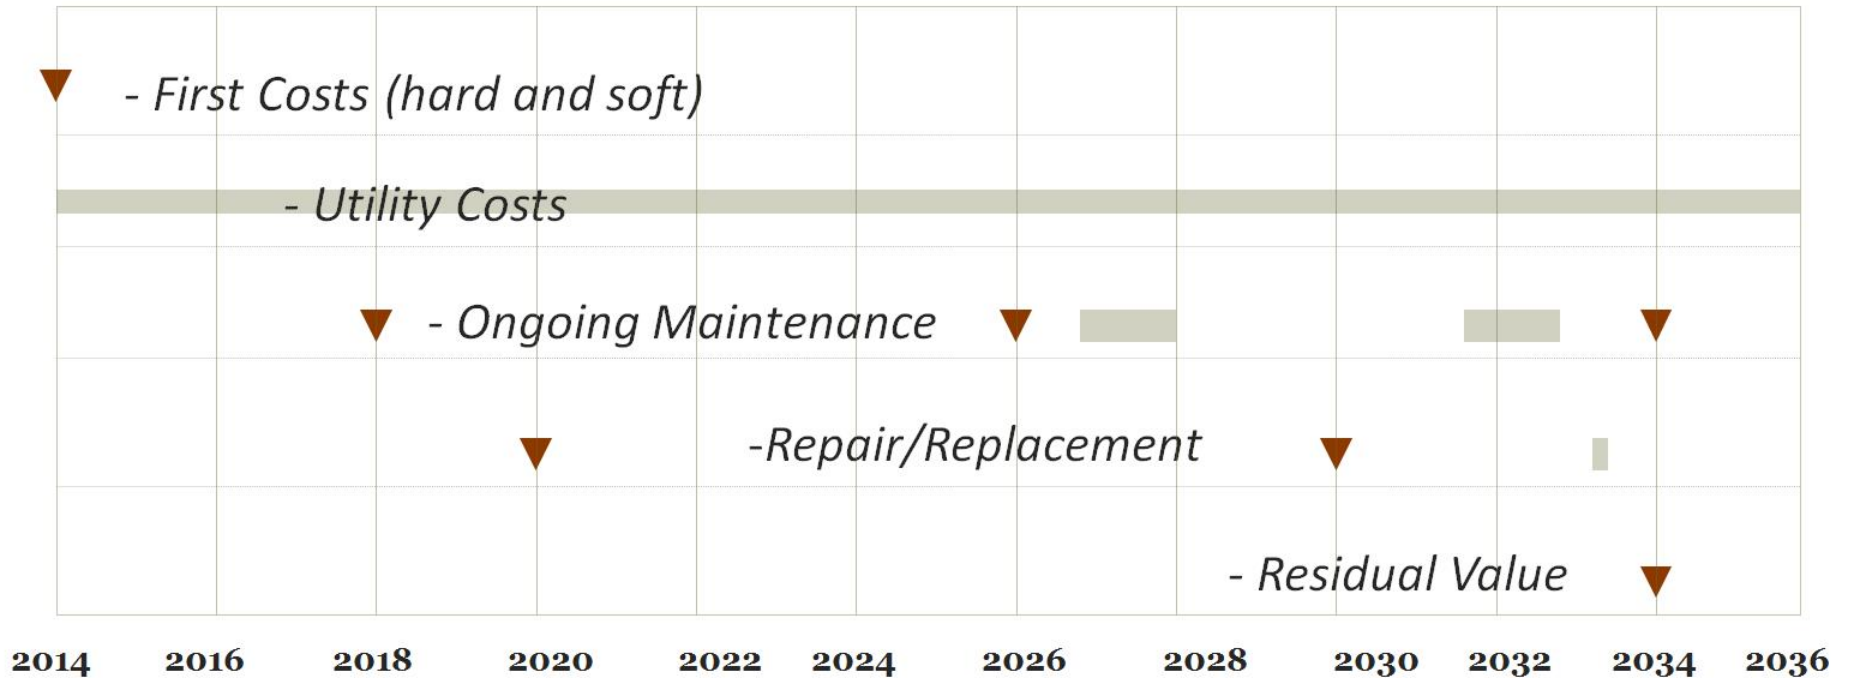 - First Costs (hard and soft)
- Utility Costs
- Ongoing Maintenance
-Repair/Replacement
- Residual Value
2014 2016 2018 2020 2022 2024 2026 2028 2030 2032 2034 2036